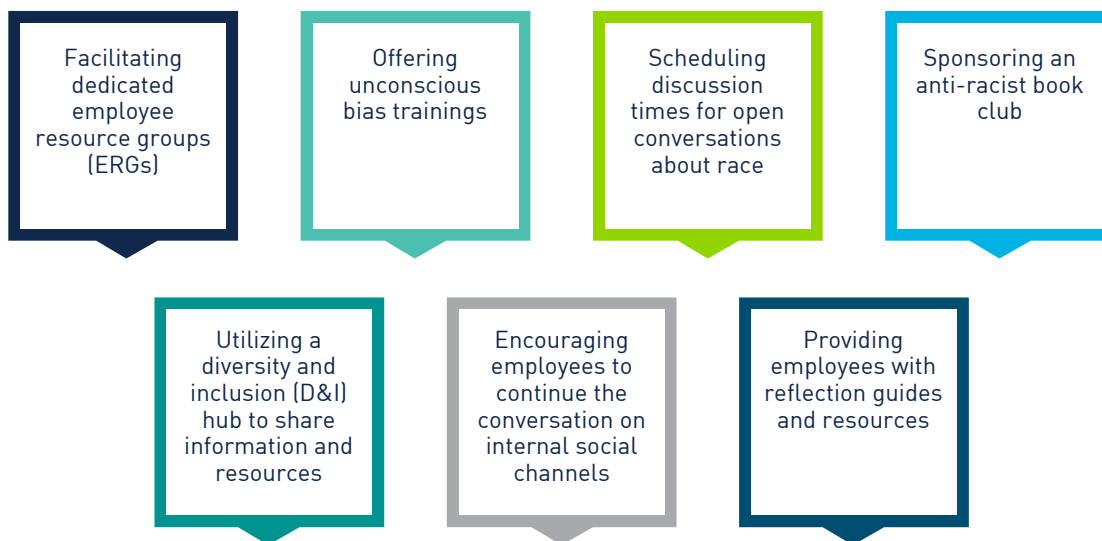 Facilitating
dedicated
employee
resource groups
(ERGs)
Offering
unconscious
bias trainings
Scheduling
discussion
times for open
conversations
about race
Sponsoring an
anti-racist book
club
Utilizing a
diversity and
inclusion (D&I)
hub to share
information and
resources
Encouraging
employees to
continue the
conversation on
internal social
channels
Providing
employees with
reflection guides
and resources